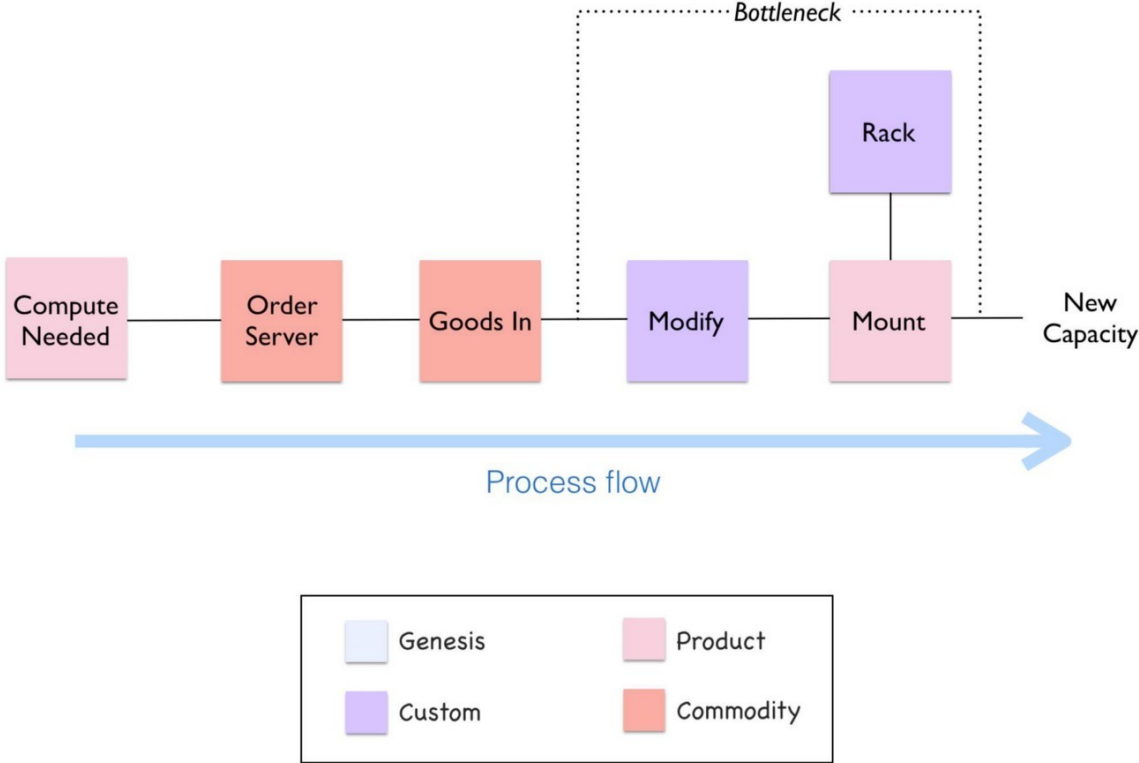 Bottleneck
Rack
Compute
Needed
Order
Server
Goods In
Modify
Mount
New
Capacity
Process flow
Genesis
Product
Custom
Commodity